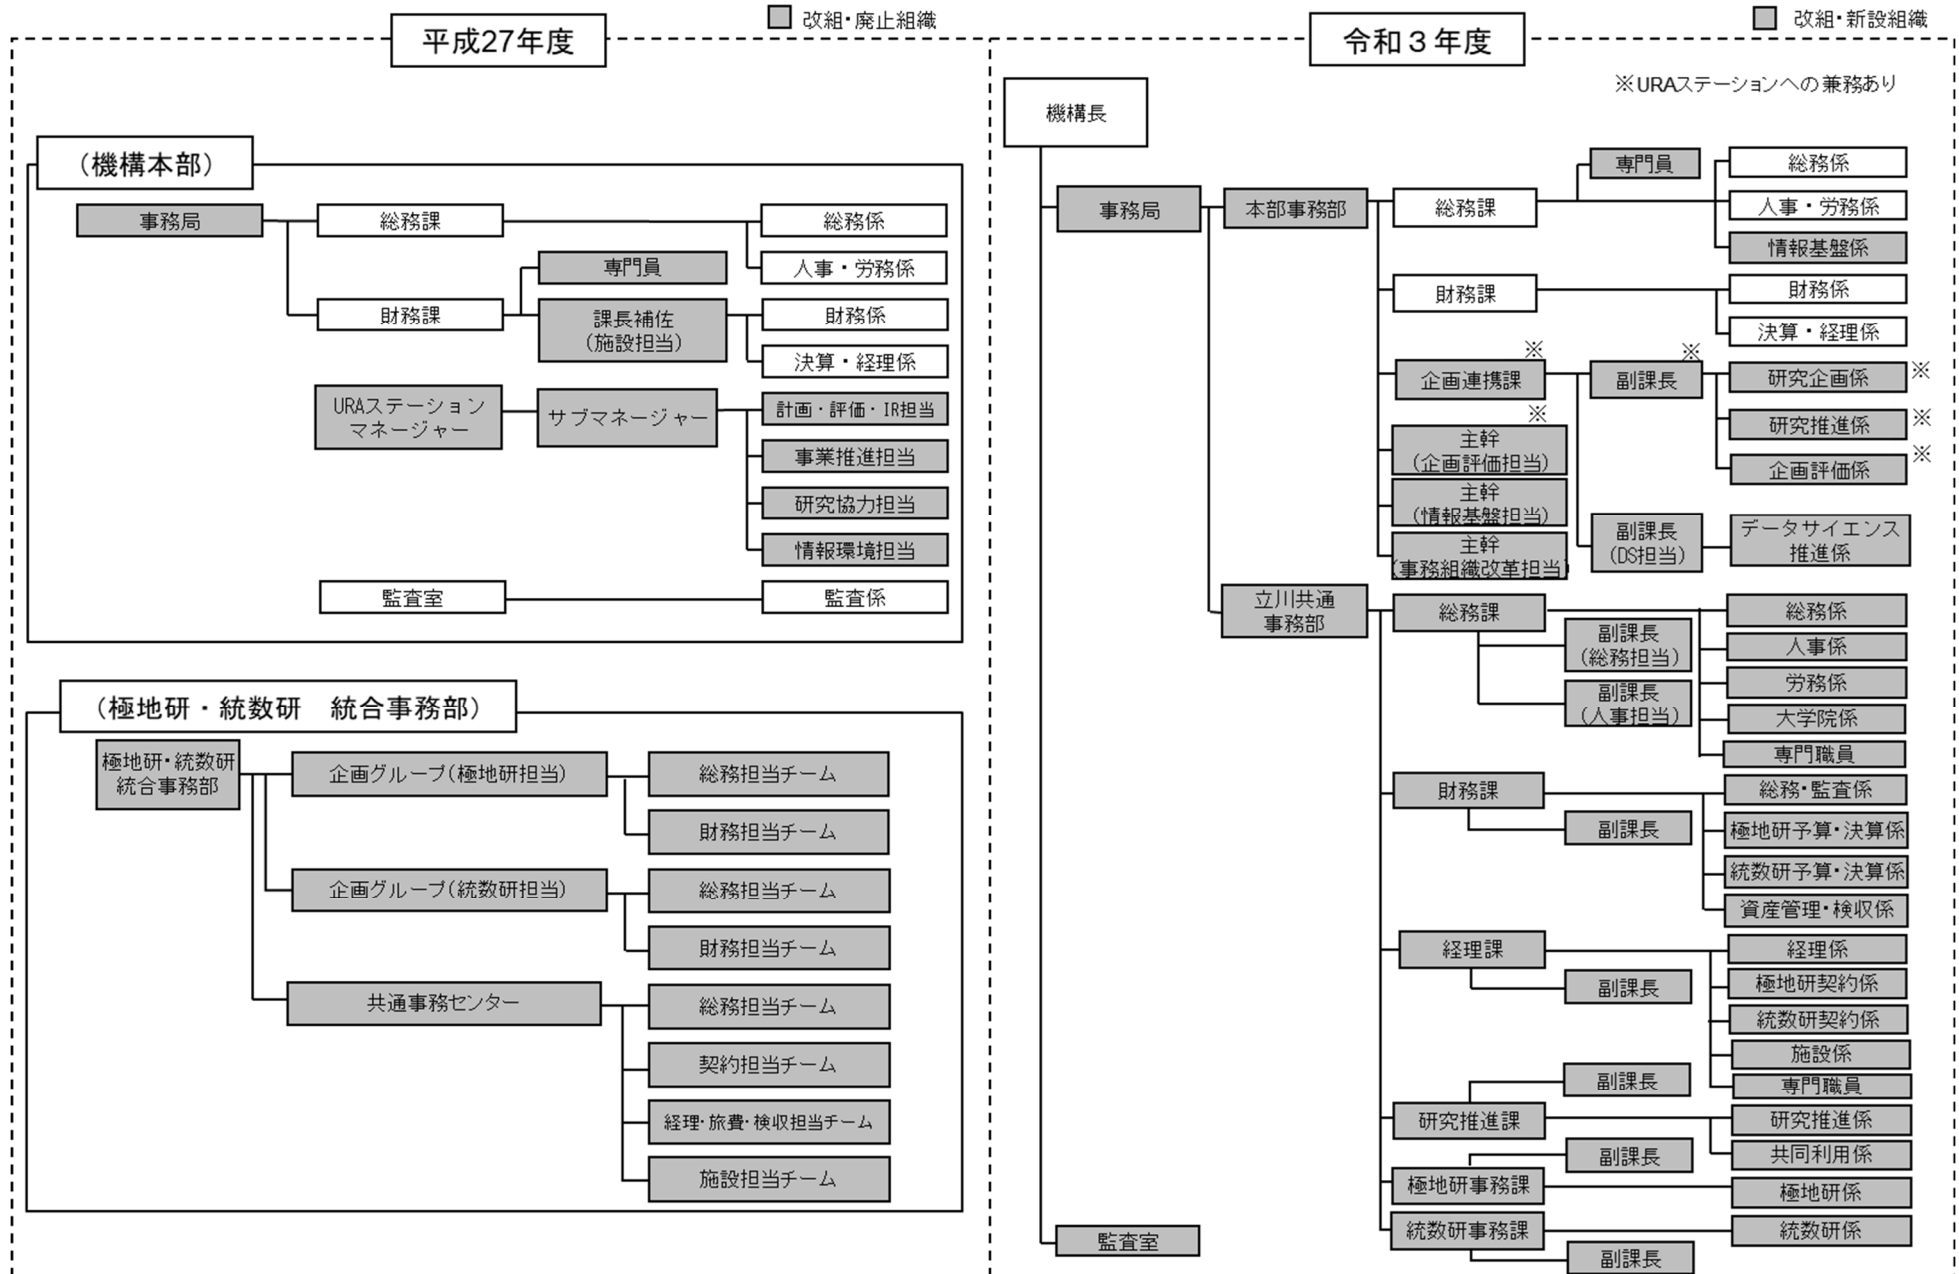 改組・廃止組織
平成27年度
(機構本部)
事務局
総務課
総務係
人事・労務係
専門員
財務課
課長補佐
(施設担当)
財務係
決算・経理係
URAステーション
マネージャー
サブマネージャー
計画・評価・IR担当
事業推進担当
研究協力担当
情報環境担当
監査室
監査係
(極地研・統数研　統合事務部)
極地研・統数研
統合事務部
企画グループ(極地研担当)
総務担当チーム
財務担当チーム
企画グループ(統数研担当)
総務担当チーム
財務担当チーム
共通事務センター
総務担当チーム
契約担当チーム
経理・旅費・検収担当チーム
施設担当チーム
改組・新設組織
令和３年度
※URAステーションへの兼務あり
機構長
事務局
本部事務部
総務課
専門員
総務係
人事・労務係
情報基盤係
財務課
財務係
決算・経理係
※
企画連携課
※
副課長
研究企画係
※
研究推進係
※
企画評価係
※
※
主幹
(企画評価担当)
主幹
(情報基盤担当)
主幹
(事務組織改革担当)
副課長
(DS担当)
データサイエンス
推進係
立川共通
事務部
総務課
副課長
(総務担当)
副課長
(人事担当)
総務係
人事係
労務係
大学院係
専門職員
財務課
副課長
総務・監査係
極地研予算・決算係
統数研予算・決算係
資産管理・検収係
経理課
副課長
経理係
極地研契約係
統数研契約係
施設係
専門職員
副課長
研究推進課
研究推進係
共同利用係
副課長
極地研事務課
極地研係
統数研事務課
統数研係
副課長
監査室